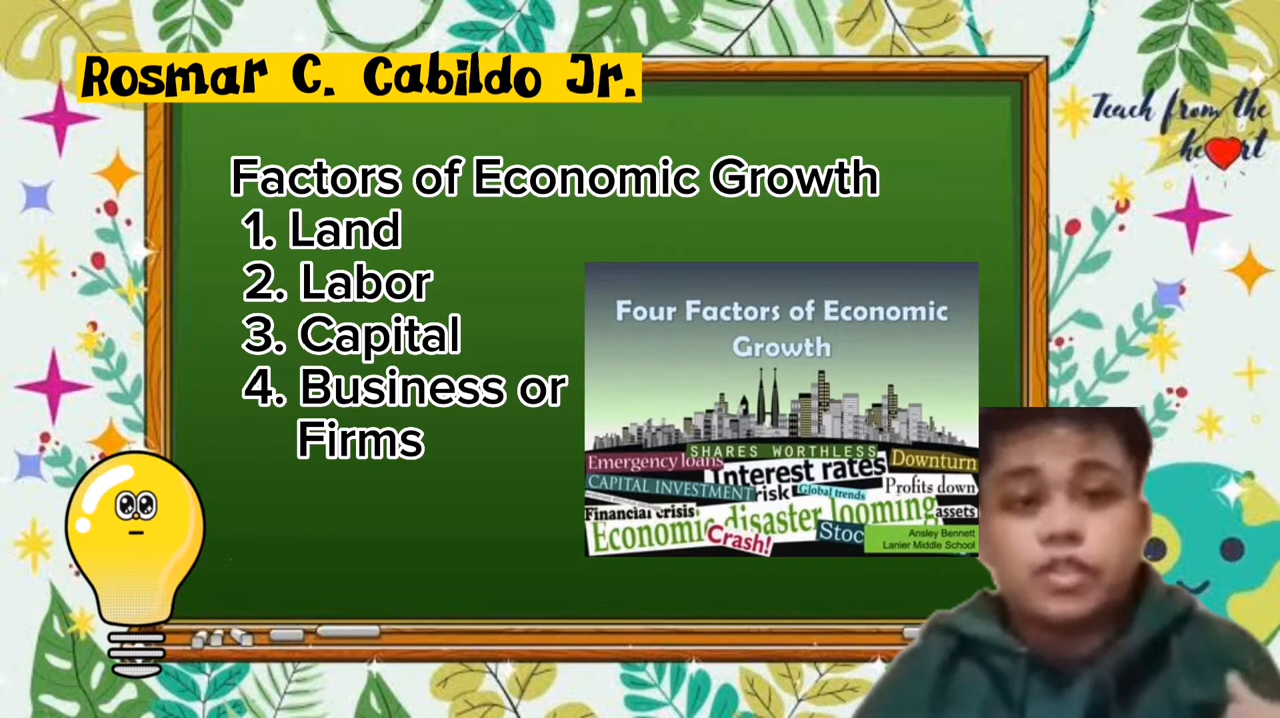 Rosmar C. Cabildo Jr.
Teach from the
heart
Factors of Economic Growth
1. Land
2. Labor
3. Capital
4. Business or
Firms
Four Factors of Economic
Growth
SHARES WORTHLESS
Emergency loans
Interest rates
Downturn
CAPITAL INVESTMENT
risk
Global trends
Profits down
Financial crisis
Economic disaster looming
assets
Crash!
Stoc
Ansley Bennett
Lanier Middle School